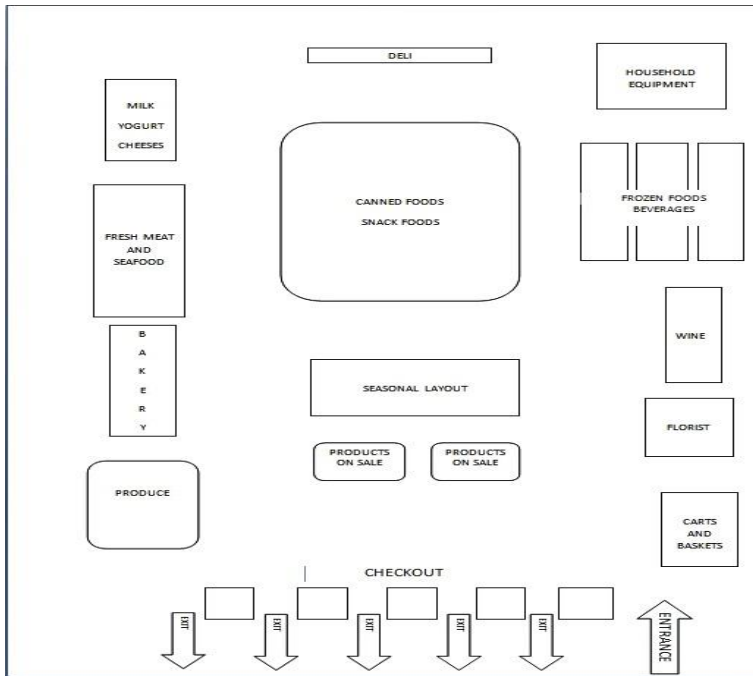 DELI
HOUSEHOLD
EQUIPMENT
MILK
YOGURT
CHEESES
CANNED FOODS
SNACK FOODS
FROZEN FOODS
BEVERAGES
FRESH MEAT
AND
SEAFOOD
WINE
B
A
K
E
R
Y
SEASONAL LAYOUT
FLORIST
PRODUCTS
ON SALE
PRODUCTS
ON SALE
PRODUCE
CARTS
AND
BASKETS
CHECKOUT
EXIT
EXIT
EXIT
EXIT
EXIT
ENTRANCE